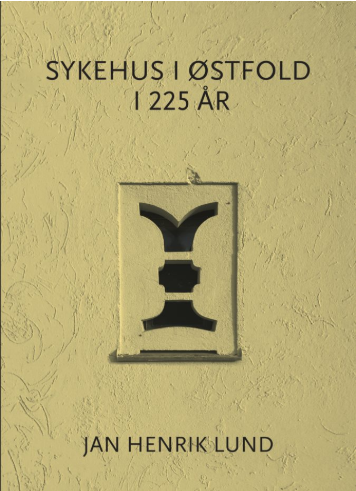 SYKEHUS I ØSTFOLD
I 225 ÅR
JAN HENRIK LUND